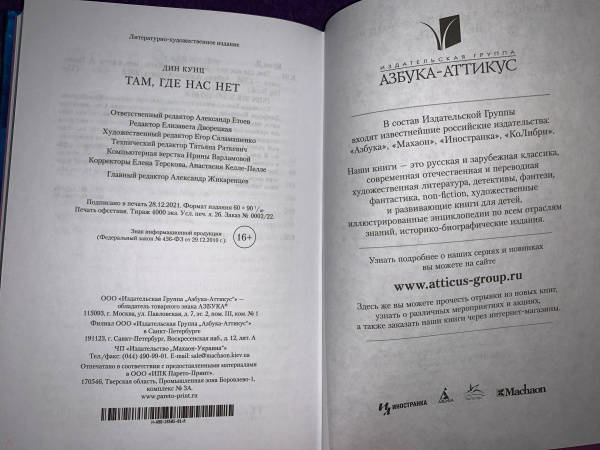 Литературно-художественное издание
ДИН КУНЦ
ТАМ, ГДЕ НАС НЕТ
Ответственный редактор Александр Етоев
Редактор Елизавета Дворецкая
Художественный редактор Егор Саламашенко
Технический редактор Татьяна Раткевич
Компьютерная верстка Ирины Варламовой
Корректоры Елена Терскова, Анастасия Келле-Пелле
Главный редактор Александр Жикаренцев
Подписано в печать 28.12.2021. Формат издания 60 × 90 1/16.
Печать офсетная. Тираж 4000 экз. Усл. печ. л. 26. Заказ № 0002/22.
Знак информационной продукции
(Федеральный закон № 436-ФЗ от 29.12.2010 г.):
16+
ООО «Издательская Группа „Азбука-Аттикус“» —
обладатель товарного знака АЗБУКА®
115093, г. Москва, ул. Павловская, д. 7, эт. 2, пом. III, ком. № 1
Филиал ООО «Издательская Группа „Азбука-Аттикус“»
в Санкт-Петербурге
191123, г. Санкт-Петербург, Воскресенская наб., д. 12, лит. А
ЧП «Издательство „Махаон-Украина“»
Тел./факс: (044) 490-99-01. E-mail: sale@machaon.kiev.ua
Отпечатано в соответствии с предоставленными материалами
в ООО «ИПК Парето-Принт».
170546, Тверская область, Промышленная зона Боровлево-1,
комплекс № 3А.
www.pareto-print.ru
ИЗДАТЕЛЬСКАЯ ГРУППА
АЗБУКА-АТТИКУС
В состав Издательской Группы
входят известнейшие российские издательства:
«Азбука», «Махаон», «Иностранка», «КоЛибри».
Наши книги — это русская и зарубежная классика,
современная отечественная и переводная
художественная литература, детективы, фэнтези,
фантастика, non-fiction, художественные
и развивающие книги для детей,
иллюстрированные энциклопедии по всем отраслям
знаний, историко-биографические издания.
Узнать подробнее о наших сериях и новинках
вы можете на сайте
www.atticus-group.ru
Здесь же вы можете прочесть отрывки из новых книг,
узнать о различных мероприятиях и акциях,
а также заказать наши книги через интернет-магазины.
ИНОСТРАНКА
Machaon